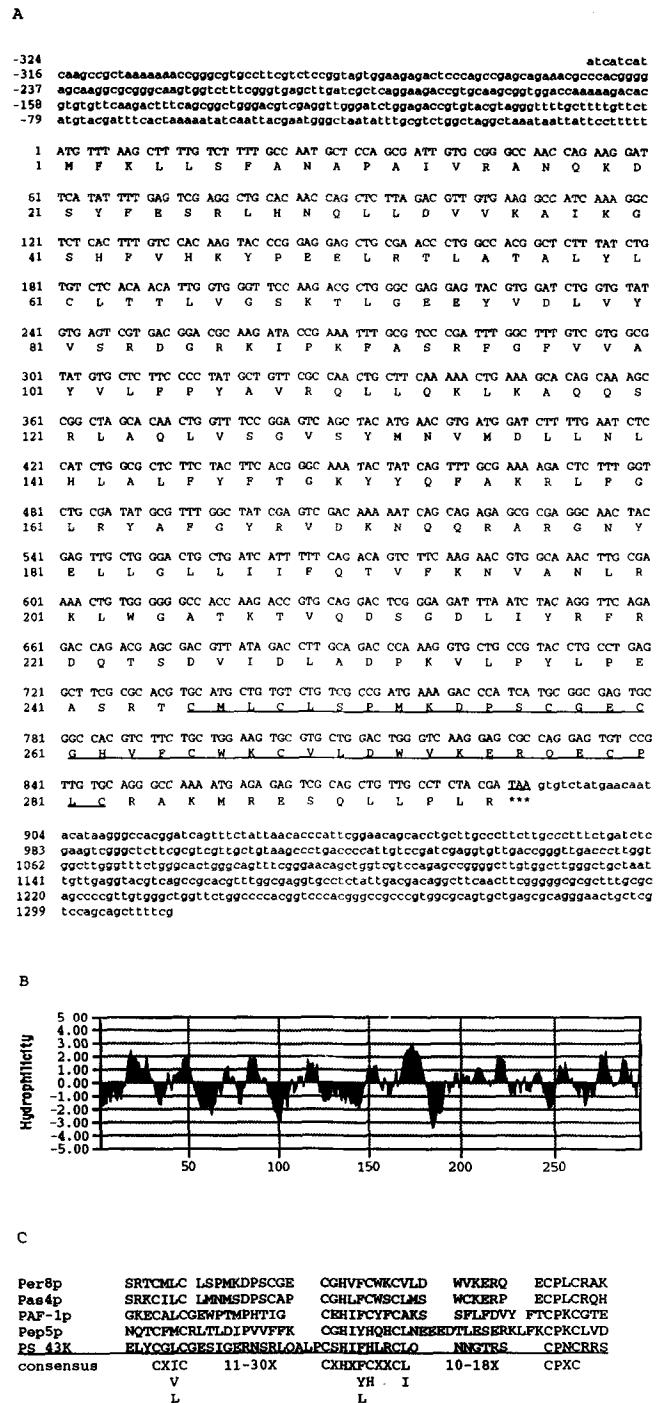 A
-324 atcatcat
-316 caagccgctaaaaaaaccgggcgtgccttcgtctccggtagtggaagagactcccagccgagcagaaacgcccacgggg
-237 agcaaggcgcgggcaagtggtctttcgggtgagcttgatcgctcaggaagaccgtgcaagcggtggaccaaaaagacac
-158 gtgtgttcaagactttcagcggctgggacgtcgaggttgggatctggagaccgtgtacgtagggttttgcttttgttct
-79 atgtacgatttcactaaaaatatcaattacgaatgggctaatatttgcgtctggctaggctaaataattattccttttt
1 ATG TTT AAG CTT TTG TCT TTT GCC AAT GCT CCA GCG ATT GTG CGG GCC AAC CAG AAG GAT
1 M F K L L S F A N A P A I V R A N Q K D
61 TCA TAT TTT GAG TCG AGG CTG CAC AAC CAG CTC TTA GAC GTT GTG AAG GCC ATC AAA GGC
21 S Y F E S R L H N Q L L D V V K A I K G
121 TCT CAC TTT GTC CAC AAG TAC CCG GAG GAG CTG CGA ACC CTG GCC ACG GCT CTT TAT CTG
41 S H F V H K Y P E E L R T L A T A L Y L
181 TGT CTC ACA ACA TTG GTG GGT TCC AAG ACG CTG GGC GAG GAG TAC GTG GAT CTG GTG TAT
61 C L T T L V G S K T L G E E Y V D L V Y
241 GTG AGT CGT GAC GGA CGC AAG ATA CCG AAA TTT GCG TCC CGA TTT GGC TTT GTC GTG GCG
81 V S R D G R K I P K F A S R F G F V V A
301 TAT GTG CTC TTC CCC TAT GCT GTT CGC CAA CTG CTT CAA AAA CTG AAA GCA CAG CAA AGC
101 Y V L F P Y A V R Q L L Q K L K A Q Q S
361 CGG CTA GCA CAA CTG GTT TCC GGA GTC AGC TAC ATG AAC GTG ATG GAT CTT TTG AAT CTC
121 R L A Q L V S G V S Y M N V M D L L N L
421 CAT CTG GCG CTC TTC TAC TTC ACG GGC AAA TAC TAT CAG TTT GCG AAA AGA CTC TTT GGT
141 H L A L F Y F T G K Y Y Q F A K R L F G
481 CTG CGA TAT GCG TTT GGC TAT CGA GTC GAC AAA AAT CAG CAG AGA GCG CGA GGC AAC TAC
161 L R Y A F G Y R V D K N Q Q R A R G N Y
541 GAG TTG CTG GGA CTG CTG ATC ATT TTT CAG ACA GTC TTC AAG AAC GTG GCA AAC TTG CGA
181 E L L G L L I I F Q T V F K N V A N L R
601 AAA CTG TGG GGG GCC ACC AAG ACC GTG CAG GAC TCG GGA GAT TTA ATC TAC AGG TTC AGA
201 K L W G A T K T V Q D S G D L I Y R F R
661 GAC CAG ACG AGC GAC GTT ATA GAC CTT GCA GAC CCA AAG GTG CTG CCG TAC CTG CCT GAG
221 D Q T S D V I D L A D P K V L P Y L P E
721 GCT TCG CGC ACG TGC ATG CTG TGT CTG TCG CCG ATG AAA GAC CCA TCA TGC GGC GAG TGC
241 A S R T C M L C L S P M K D P S C G E C
781 GGC CAC GTC TTC TGC TGG AAG TGC GTG CTG GAC TGG GTC AAG GAG CGC CAG GAG TGT CCG
261 G H V F C W K C V L D W V K E R Q E C P
841 TTG TGC AGG GCC AAA ATG AGA GAG TCG CAG CTG TTG CCT CTA CGA TAA gtgtctatgaacaat
281 L C R A K M R E S Q L L P L R ***
904 acataagggccacggatcagtttctattaacacccattcggaacagcacctgcttgcccttcttgccctttctgatctc
983 gaagtcgggctcttcgcgtcgttgctgtaagccctgaccccattgtccgatcgaggtgttgaccgggttgacccttggt
1062 ggcttgggtttctgggcactgggcagtttcgggaacagctggtcgtccagagccggggcttgtggcttgggctgctaat
1141 tgttgaggtacgtcagccgcacgtttggcgaggtgcctctattgacgacaggcttcaacttcgggggcgcgctttgcgc
1220 agccccgttgtgggctggttctggccccacggtcccacgggccgcccgtggcgcagtgctgagcgcagggaactgctcg
1299 tccagcagcttttcg
B
Hydrophilicity
5.00
4.00
3.00
2.00
1.00
0.00
-1.00
-2.00
-3.00
-4.00
-5.00
50 100 150 200 250
C
Per8p SRTCMLC LSPMKDPSCGE CGHVFCWKCVLD WVKERQ ECPLCRAK
Pas4p SRKCILC LMNMSDPSCAP CGHLFCWSCLMS WCKERP ECPLCRQH
PAF-1p GKECALCGEWPTMPHTIG CEHIFCYFCAKS SFLFDVY FTCPKCGTE
Pep5p NQTCFMCRLTLDIPVVFFK CGHIYHQHCLNEEEDTLESERKLFKCPKCLVD
PS 43K ELYCGLCGESIGERNSRLQALPCSHIFHLRCLQ NNGTRS CPNCRRS
consensus CXIC 11-30X CXHXFCXXCL 10-18X CPXC
V YH I
L L